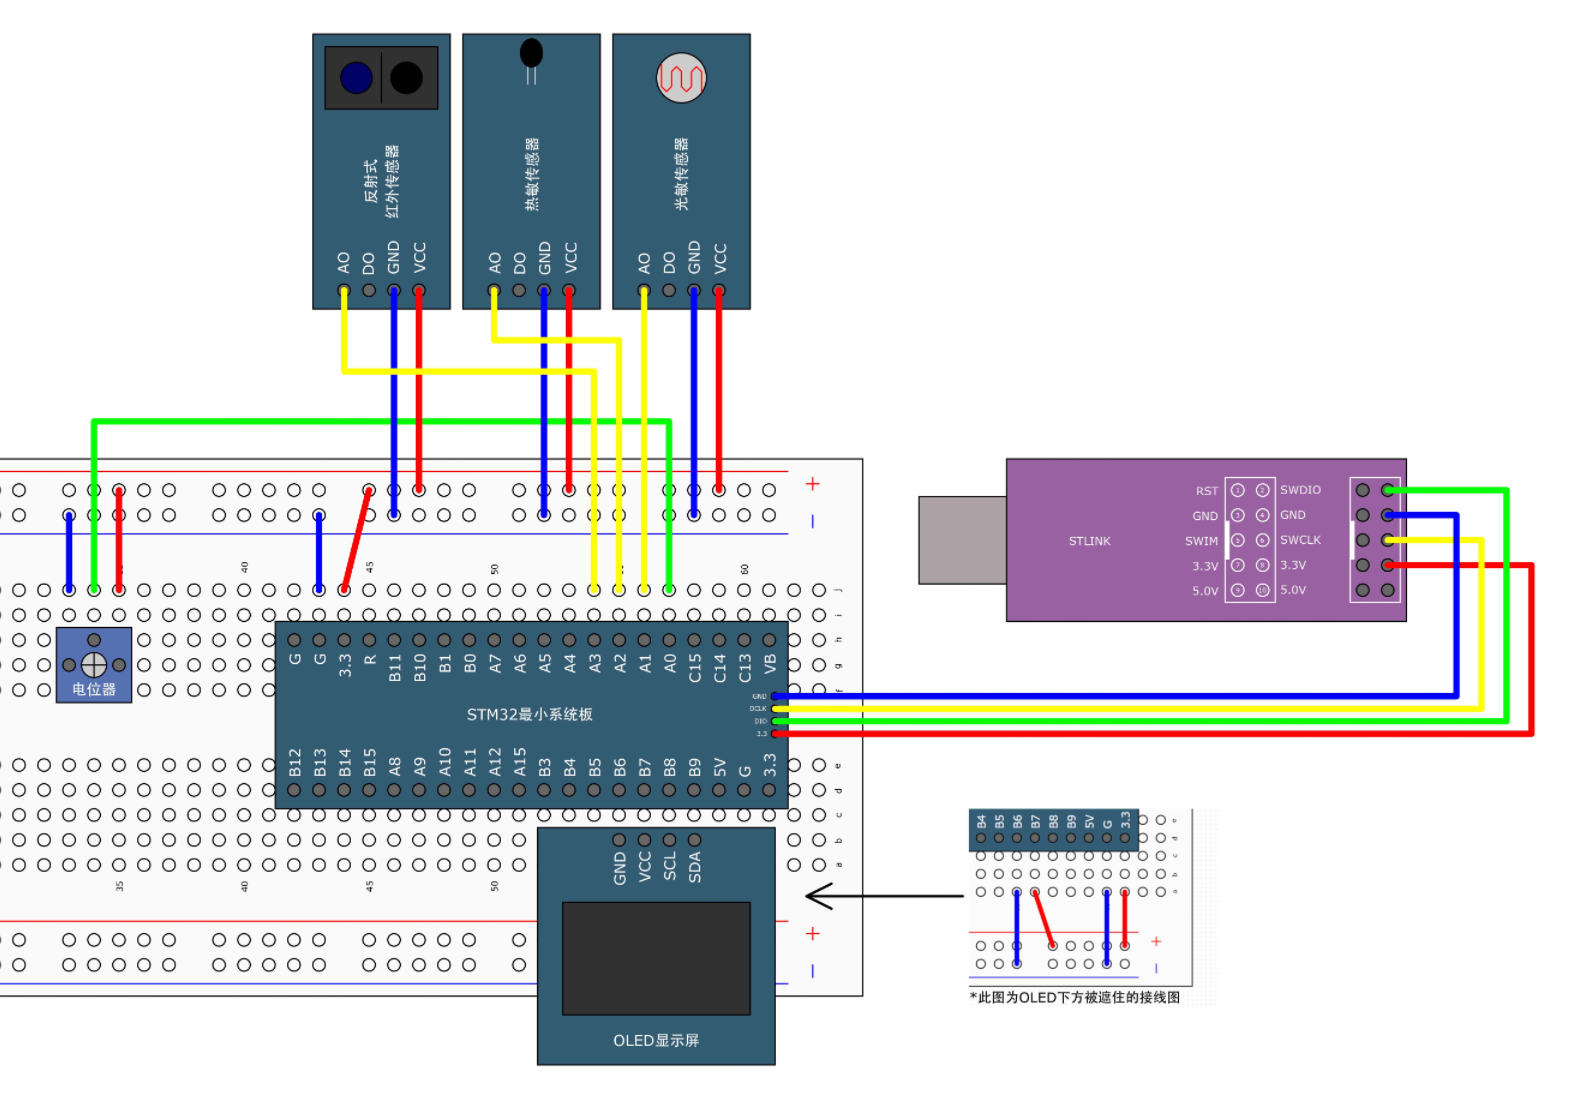 反射式
红外传感器
AO
DO
GND
VCC
热敏传感器
AO
DO
GND
VCC
光敏传感器
AO
DO
GND
VCC
+
−
40
45
50
60
j
i
h
g
f
电位器
G
G
3.3
R
B11
B10
B1
B0
A7
A6
A5
A4
A3
A2
A1
A0
C15
C14
C13
VB
GND
DCLK
DIO
3.3
STM32最小系统板
B12
B13
B14
B15
A8
A9
A10
A11
A12
A15
B3
B4
B5
B6
B7
B8
B9
5V
G
3.3
e
d
c
b
a
35
40
45
50
+
−
GND
VCC
SCL
SDA
OLED显示屏
STLINK
RST 1 2 SWDIO
GND 3 4 GND
SWIM 5 6 SWCLK
3.3V 7 8 3.3V
5.0V 9 10 5.0V
B4
B5
B6
B7
B8
B9
5V
G
3.3
e
d
c
b
a
+
−
*此图为OLED下方被遮住的接线图